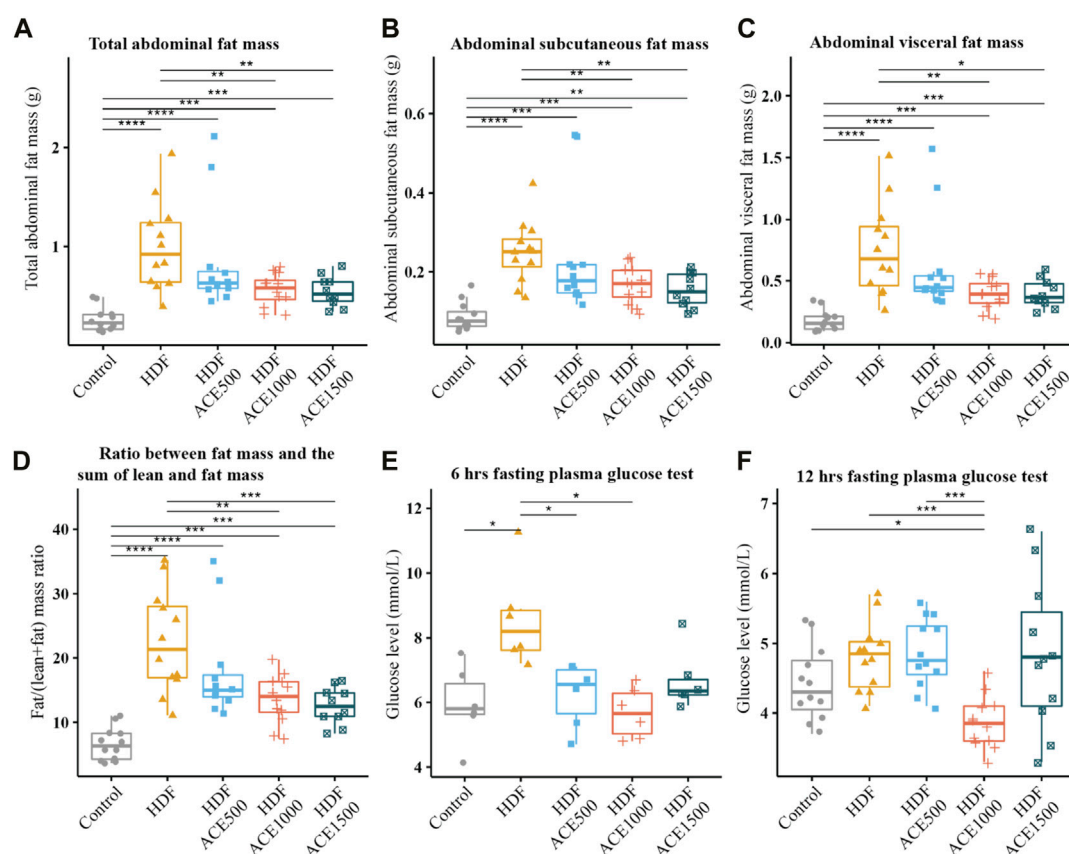 A
Total abdominal fat mass
Total abdominal fat mass (g)
2
1
**
**
***
***
****
****
Control
HDF
HDF
ACE500
HDF
ACE1000
HDF
ACE1500
B
Abdominal subcutaneous fat mass
Abdominal subcutaneous fat mass (g)
0.6
0.4
0.2
**
**
**
***
***
****
Control
HDF
HDF
ACE500
HDF
ACE1000
HDF
ACE1500
C
Abdominal visceral fat mass
Abdominal visceral fat mass (g)
2.0
1.5
1.0
0.5
0.0
*
**
***
***
****
****
Control
HDF
HDF
ACE500
HDF
ACE1000
HDF
ACE1500
D
Ratio between fat mass and the
sum of lean and fat mass
Fat/(lean+fat) mass ratio
40
30
20
10
***
**
***
***
****
****
Control
HDF
HDF
ACE500
HDF
ACE1000
HDF
ACE1500
E
6 hrs fasting plasma glucose test
Glucose level (mmol/L)
12
10
8
6
4
*
*
*
Control
HDF
HDF
ACE500
HDF
ACE1000
HDF
ACE1500
F
12 hrs fasting plasma glucose test
Glucose level (mmol/L)
7
6
5
4
***
***
*
Control
HDF
HDF
ACE500
HDF
ACE1000
HDF
ACE1500